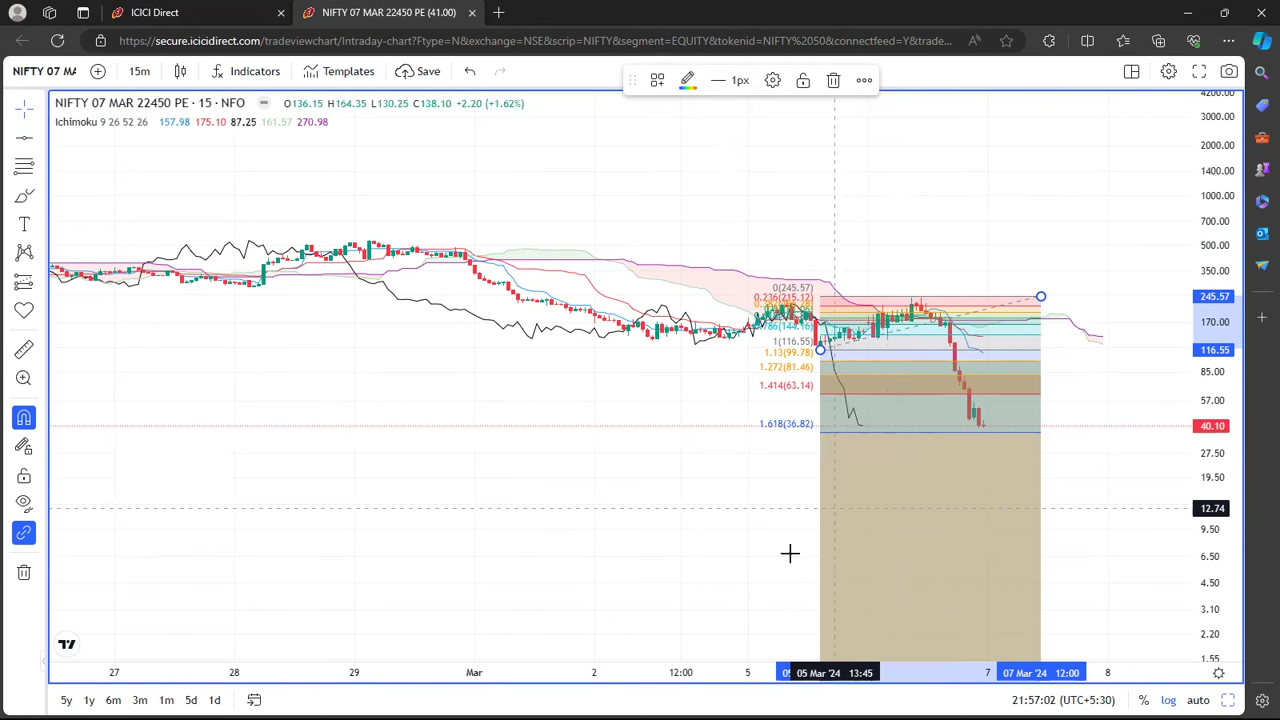 ICICI Direct
NIFTY 07 MAR 22450 PE (41.00)
https://secure.icicidirect.com/tradeviewchart/Intraday-chart?Ftype=N&exchange=NSE&scrip=NIFTY&segment=EQUITY&tokenid=NIFTY%2050&connectfeed=Y&trade...
NIFTY 07 MA
15m
Indicators
Templates
Save
1px
NIFTY 07 MAR 22450 PE · 15 · NFO
O136.15 H164.35 L130.25 C138.10 +2.20 (+1.62%)
Ichimoku 9 26 52 26 157.98 175.10 87.25 161.57 270.98
4200.00
3000.00
2000.00
1400.00
1000.00
700.00
500.00
350.00
245.57
170.00
116.55
85.00
57.00
40.10
27.50
19.50
12.74
9.50
6.50
4.50
3.10
2.20
1.55
0(245.57)
0.236(215.12)
1(116.55)
1.13(99.78)
1.272(81.46)
1.414(63.14)
1.618(36.82)
27
28
29
Mar
2
12:00
5
05 Mar '24 13:45
7
07 Mar '24 12:00
8
5y
1y
6m
3m
1m
5d
1d
21:57:02 (UTC+5:30)
%
log
auto